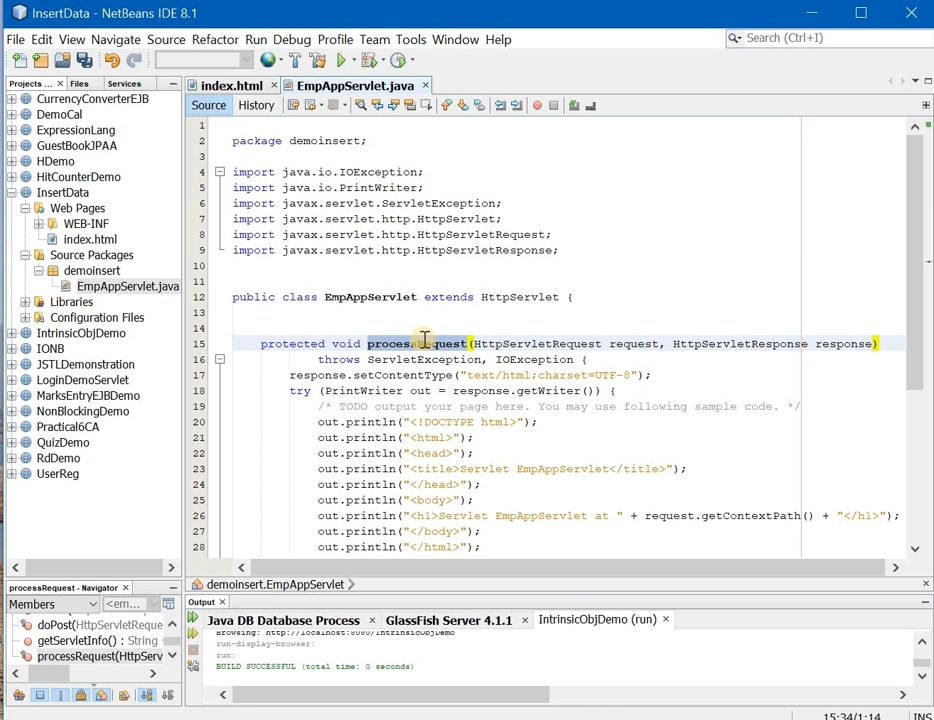 InsertData - NetBeans IDE 8.1
File Edit View Navigate Source Refactor Run Debug Profile Team Tools Window Help
Search (Ctrl+I)
Projects... Files Services
CurrencyConverterEJB
DemoCal
ExpressionLang
GuestBookJPAA
HDemo
HitCounterDemo
InsertData
Web Pages
WEB-INF
index.html
Source Packages
demoinsert
EmpAppServlet.java
Libraries
Configuration Files
IntrinsicObjDemo
IONB
JSTLDemonstration
LoginDemoServlet
MarksEntryEJBDemo
NonBlockingDemo
Practical6CA
QuizDemo
RdDemo
UserReg
index.html EmpAppServlet.java
Source History
1
2 package demoinsert;
3
4 import java.io.IOException;
5 import java.io.PrintWriter;
6 import javax.servlet.ServletException;
7 import javax.servlet.http.HttpServlet;
8 import javax.servlet.http.HttpServletRequest;
9 import javax.servlet.http.HttpServletResponse;
10
11
12 public class EmpAppServlet extends HttpServlet {
13
14
15 protected void processRequest(HttpServletRequest request, HttpServletResponse response)
16 throws ServletException, IOException {
17 response.setContentType("text/html;charset=UTF-8");
18 try (PrintWriter out = response.getWriter()) {
19 /* TODO output your page here. You may use following sample code. */
20 out.println("<!DOCTYPE html>");
21 out.println("<html>");
22 out.println("<head>");
23 out.println("<title>Servlet EmpAppServlet</title>");
24 out.println("</head>");
25 out.println("<body>");
26 out.println("<h1>Servlet EmpAppServlet at " + request.getContextPath() + "</h1>");
27 out.println("</body>");
28 out.println("</html>");
demoinsert.EmpAppServlet
processRequest - Navigator
Members <em...
doPost(HttpServletReque
getServletInfo() : String
processRequest(HttpServ
Output
Java DB Database Process GlassFish Server 4.1.1 IntrinsicObjDemo (run)
Browsing: http://localhost:8080/IntrinsicObjDemo
run-display-browser:
run:
BUILD SUCCESSFUL (total time: 0 seconds)
15:34/1:14 INS